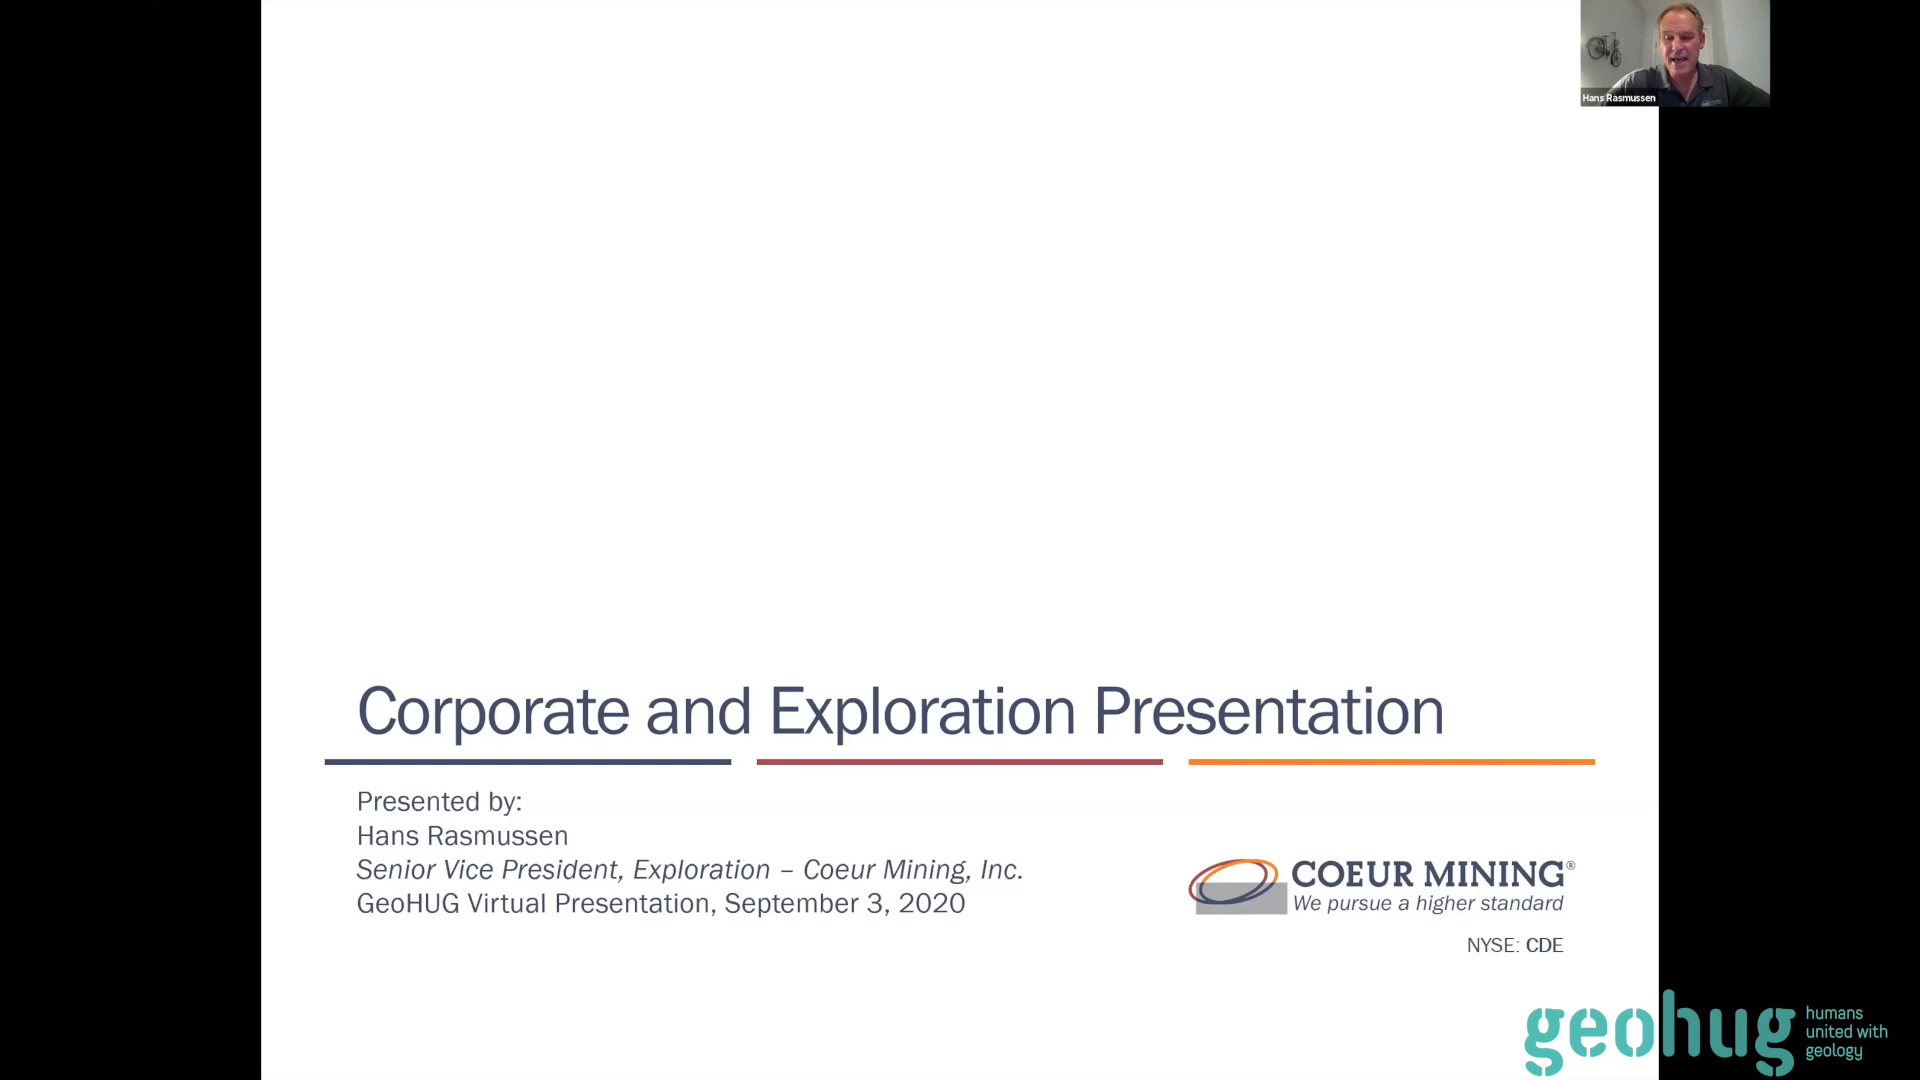 Hans Rasmussen
Corporate and Exploration Presentation
Presented by:
Hans Rasmussen
Senior Vice President, Exploration – Coeur Mining, Inc.
GeoHUG Virtual Presentation, September 3, 2020
COEUR MINING®
We pursue a higher standard
NYSE: CDE
geohug
humans
united with
geology